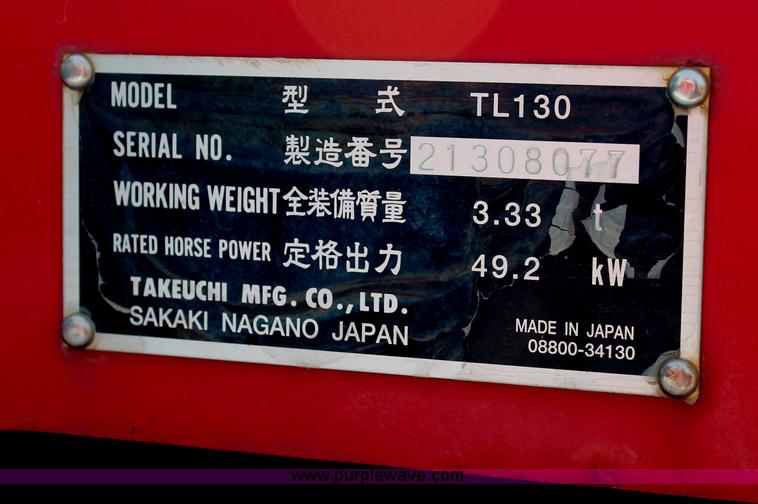 MODEL 型 式 TL130
SERIAL NO. 製造番号 21308077
WORKING WEIGHT 全装備質量 3.33 t
RATED HORSE POWER 定格出力 49.2 kW
TAKEUCHI MFG. CO., LTD.
SAKAKI NAGANO JAPAN
MADE IN JAPAN
08800-34130
www.purplewave.com